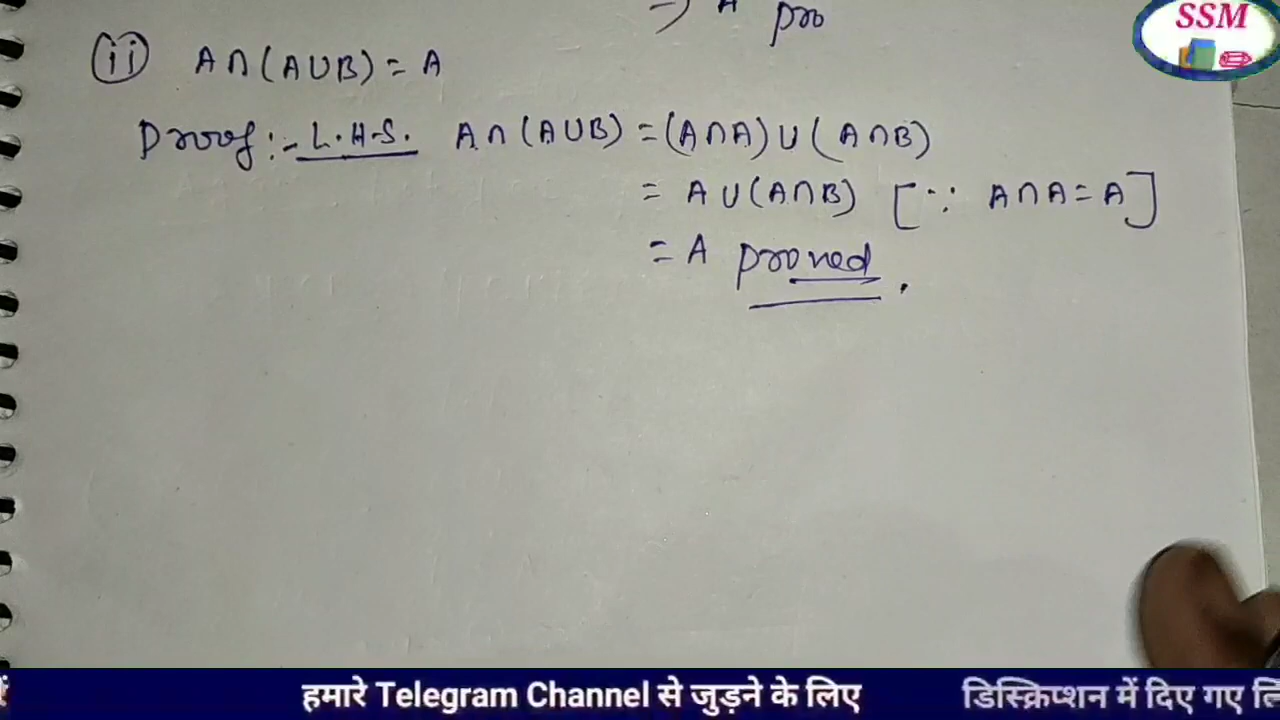 ⇒ A pro
SSM
(ii) A∩(A∪B) = A
Proof:- L.H.S. A∩(A∪B) = (A∩A)∪(A∩B)
= A∪(A∩B) [∵ A∩A=A]
= A proved.
हमारे Telegram Channel से जुड़ने के लिए डिस्क्रिप्शन में दिए गए